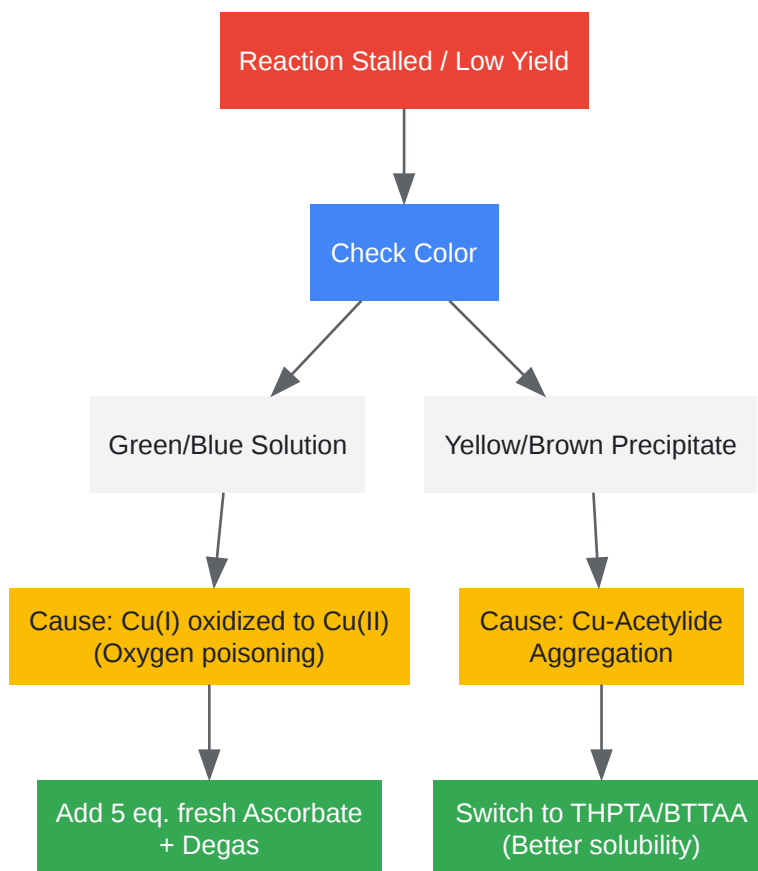 Reaction Stalled / Low Yield
Check Color
Green/Blue Solution
Yellow/Brown Precipitate
Cause: Cu(I) oxidized to Cu(II)
(Oxygen poisoning)
Cause: Cu-Acetylide
Aggregation
Add 5 eq. fresh Ascorbate
+ Degas
Switch to THPTA/BTTAA
(Better solubility)